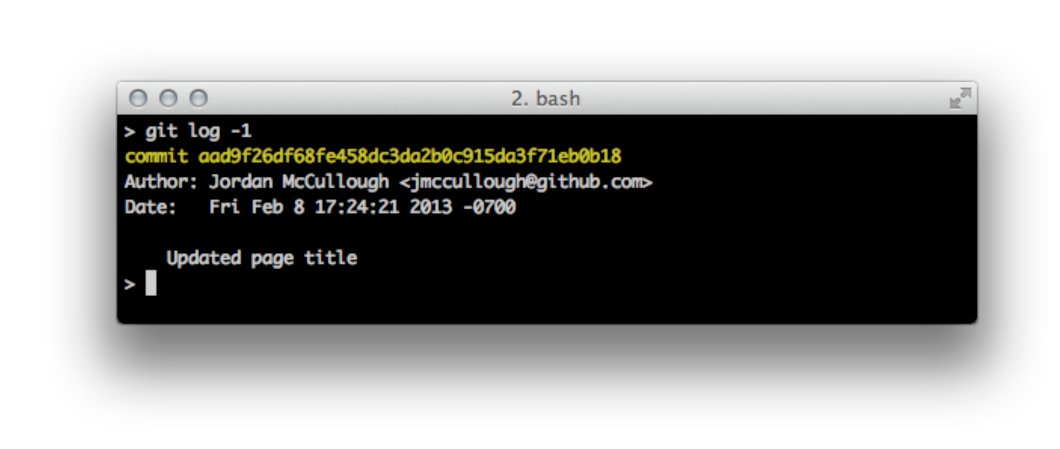 2. bash
> git log -1
commit aad9f26df68fe458dc3da2b0c915da3f71eb0b18
Author: Jordan McCullough <jmccullough@github.com>
Date:   Fri Feb 8 17:24:21 2013 -0700
    Updated page title
>